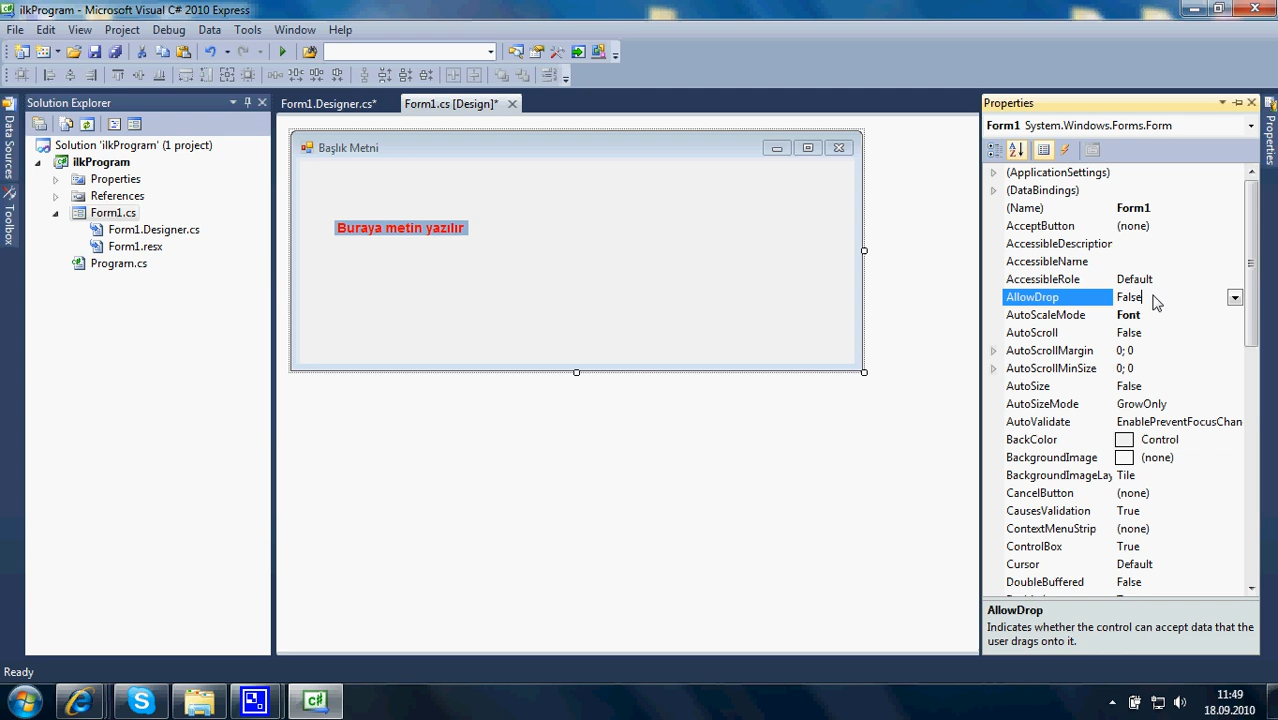 ilkProgram - Microsoft Visual C# 2010 Express
File Edit View Project Debug Data Tools Window Help
Solution Explorer
Form1.Designer.cs*
Form1.cs [Design]*
Data Sources
Toolbox
Solution 'ilkProgram' (1 project)
ilkProgram
Properties
References
Form1.cs
Form1.Designer.cs
Form1.resx
Program.cs
Başlık Metni
Buraya metin yazılır
Properties
Form1 System.Windows.Forms.Form
Properties
(ApplicationSettings)
(DataBindings)
(Name) Form1
AcceptButton (none)
AccessibleDescription
AccessibleName
AccessibleRole Default
AllowDrop False
AutoScaleMode Font
AutoScroll False
AutoScrollMargin 0; 0
AutoScrollMinSize 0; 0
AutoSize False
AutoSizeMode GrowOnly
AutoValidate EnablePreventFocusChan
BackColor Control
BackgroundImage (none)
BackgroundImageLay Tile
CancelButton (none)
CausesValidation True
ContextMenuStrip (none)
ControlBox True
Cursor Default
DoubleBuffered False
AllowDrop
Indicates whether the control can accept data that the
user drags onto it.
Ready
11:49
18.09.2010